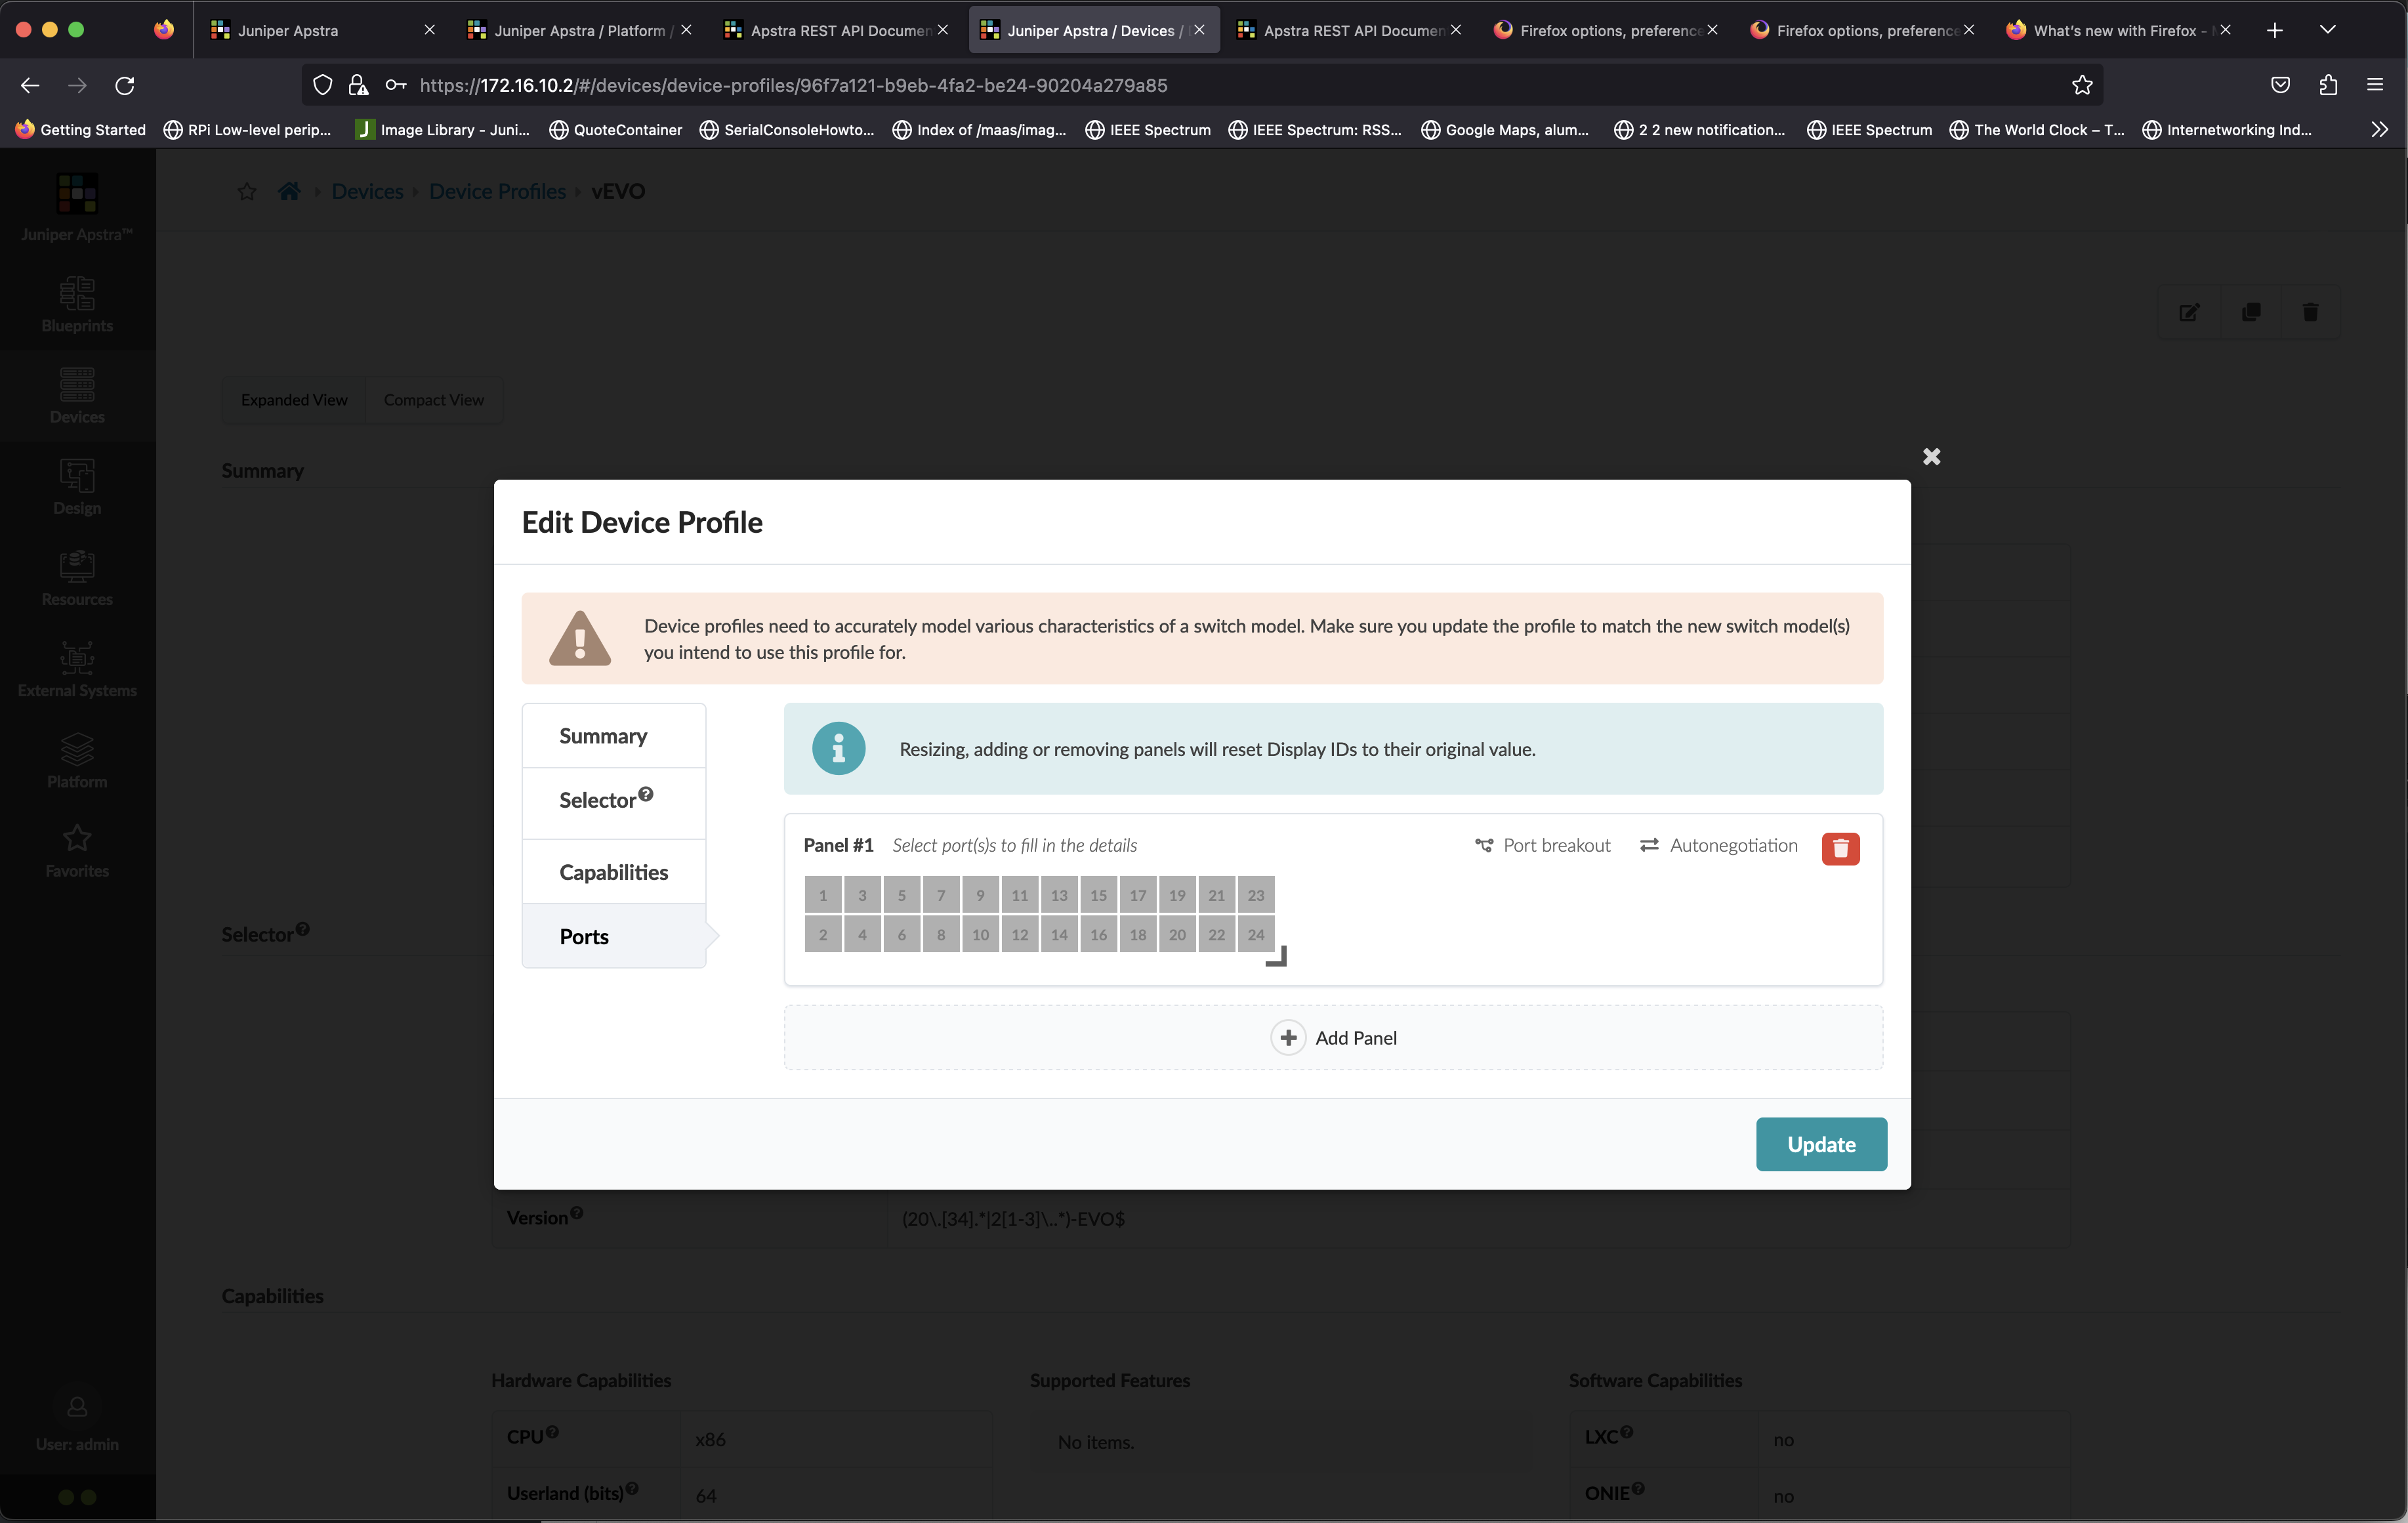 Juniper Apstra
Juniper Apstra / Platform /
Apstra REST API Documen
Juniper Apstra / Devices /
Apstra REST API Documen
Firefox options, preference
Firefox options, preference
What's new with Firefox -
https://172.16.10.2/#/devices/device-profiles/96f7a121-b9eb-4fa2-be24-90204a279a85
Getting Started
RPi Low-level perip...
Image Library - Juni...
QuoteContainer
SerialConsoleHowto...
Index of /maas/imag...
IEEE Spectrum
IEEE Spectrum: RSS...
Google Maps, alum...
2 2 new notification...
IEEE Spectrum
The World Clock – T...
Internetworking Ind...
Juniper Apstra™
Blueprints
Devices
Design
Resources
External Systems
Platform
Favorites
User: admin
Devices
Device Profiles
vEVO
Expanded View
Compact View
Summary
Edit Device Profile
Device profiles need to accurately model various characteristics of a switch model. Make sure you update the profile to match the new switch model(s)
you intend to use this profile for.
Summary
Selector
Capabilities
Ports
Resizing, adding or removing panels will reset Display IDs to their original value.
Panel #1 Select port(s)s to fill in the details
Port breakout
Autonegotiation
1 3 5 7 9 11 13 15 17 19 21 23
2 4 6 8 10 12 14 16 18 20 22 24
Add Panel
Update
Selector
Version
(20\.[34].*|2[1-3]\..*)-EVO$
Capabilities
Hardware Capabilities
CPU x86
Userland (bits) 64
Supported Features
No items.
Software Capabilities
LXC no
ONIE no